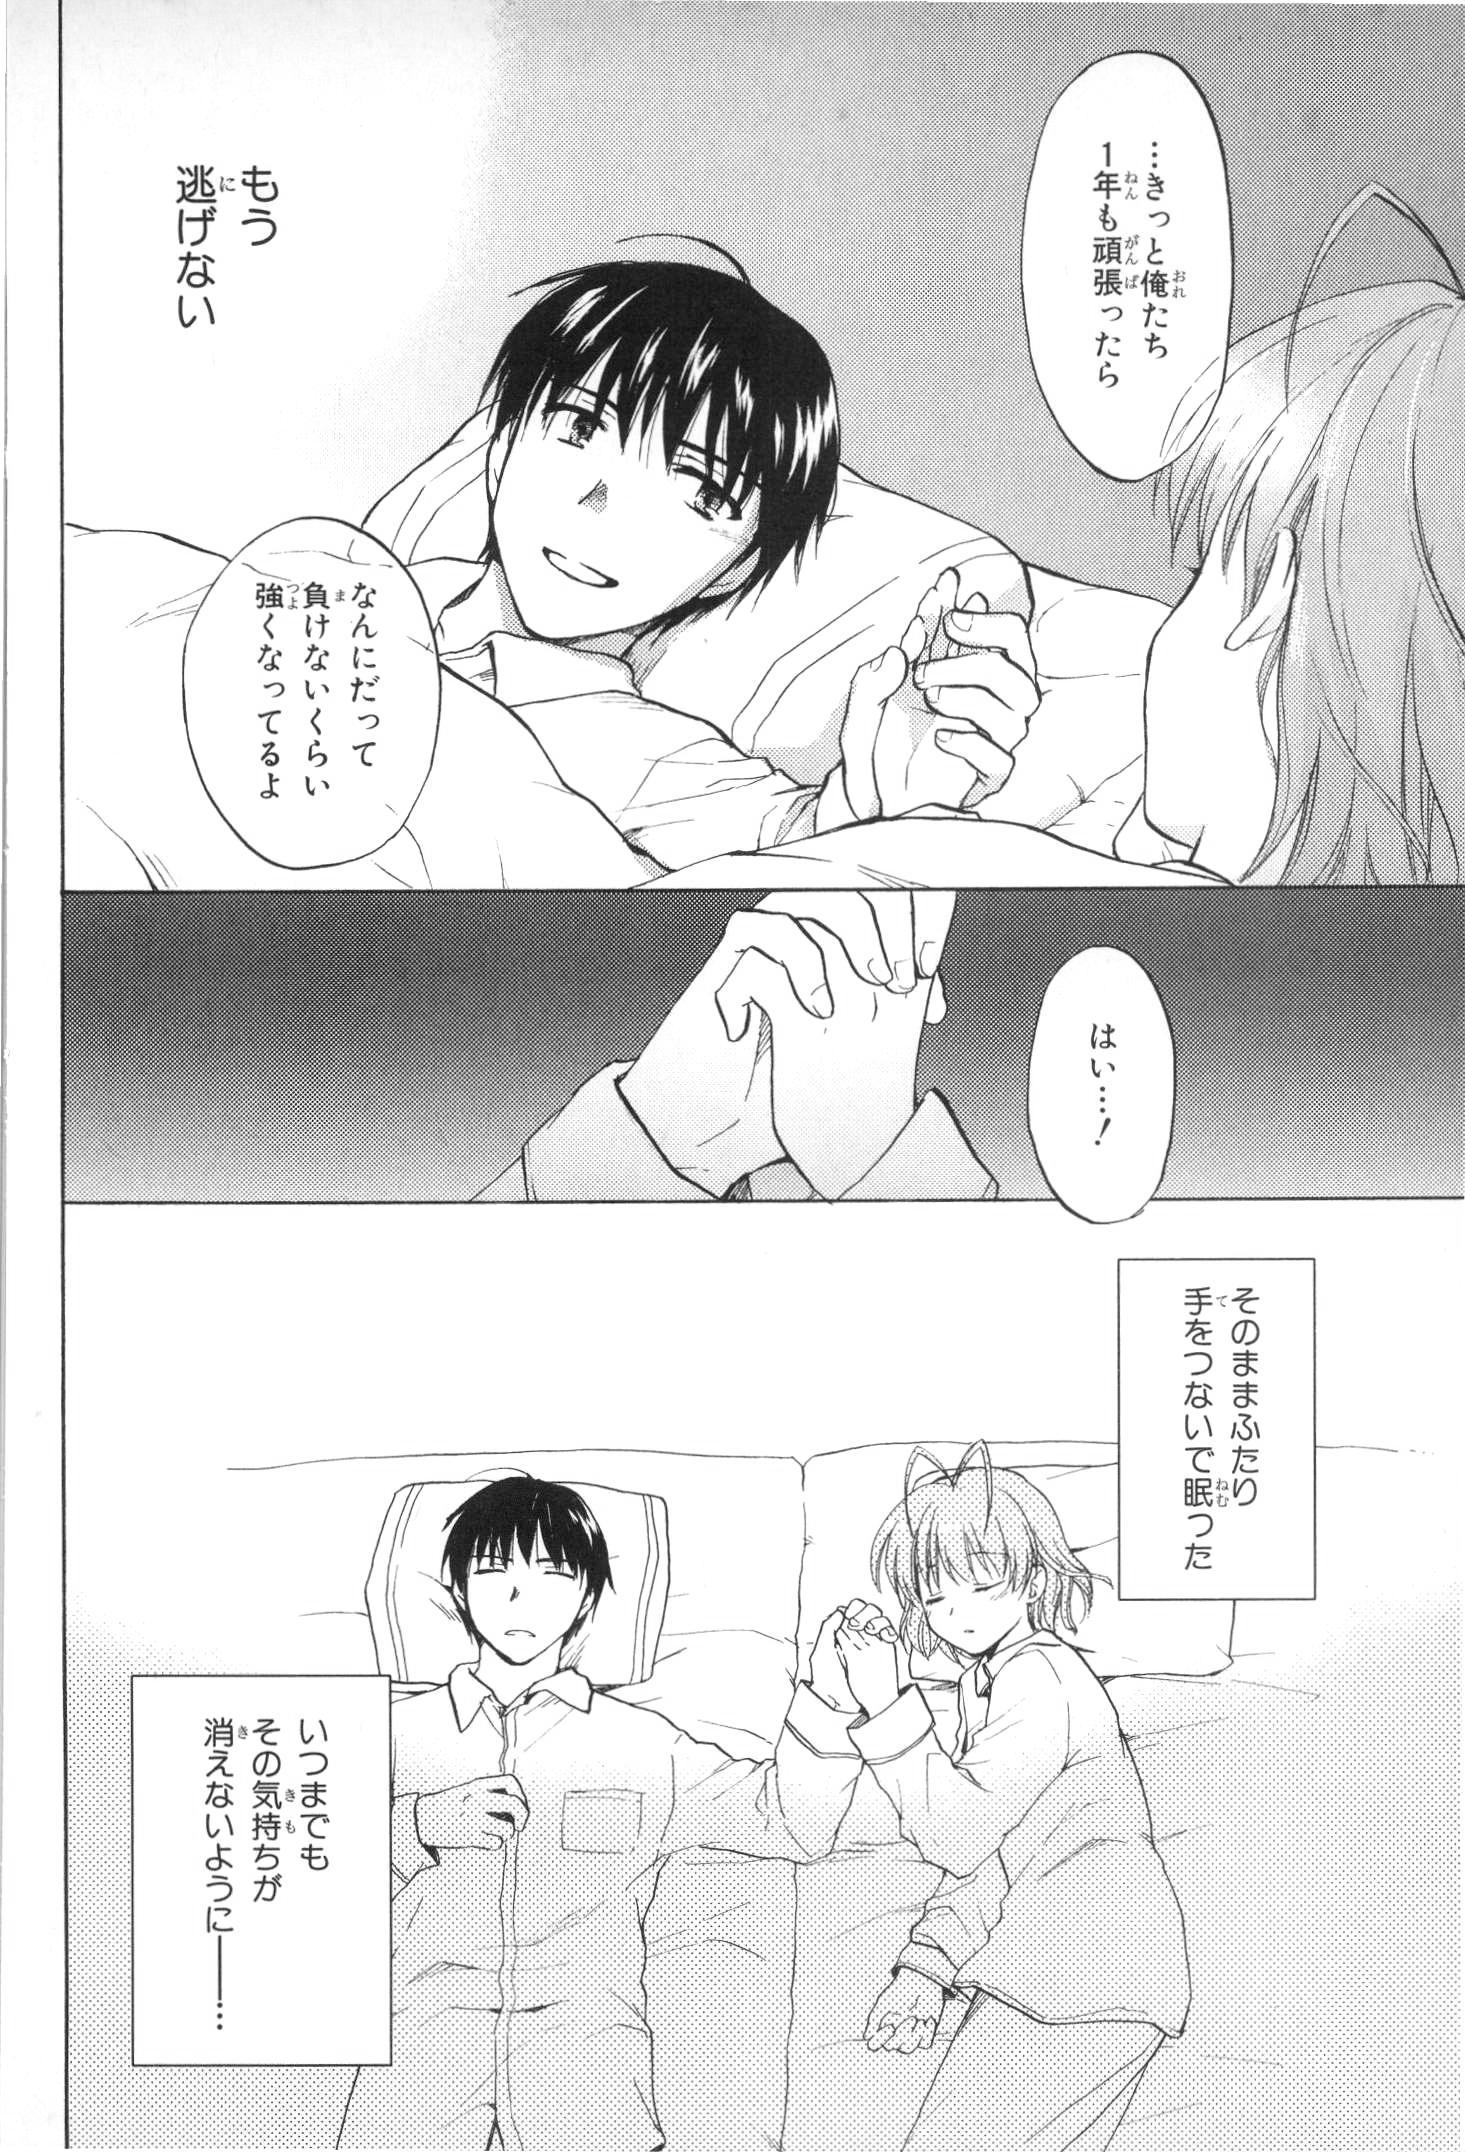 …きっと俺たち
1年も頑張ったら
なんにだって
負けないくらい
強くなってるよ
もう
逃げない
はい…!
そのままふたり
手をつないで眠った
いつまでも
その気持ちが
消えないように――…